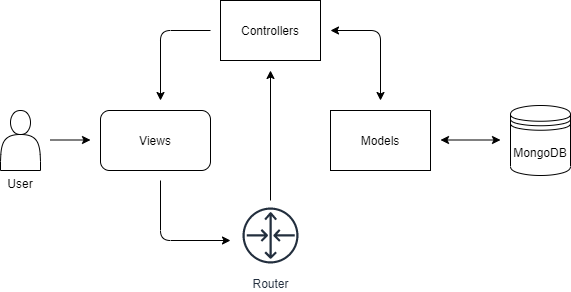 Controllers
Views
Models
MongoDB
User
Router